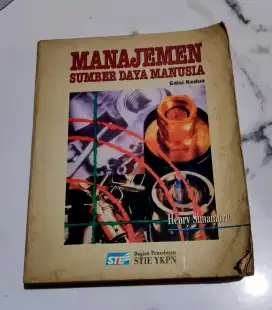 MANAJEMEN
SUMBER DAYA MANUSIA
Edisi Kedua
Henry Simamora
STIE
Bagian Penerbitan
STIE YKPN